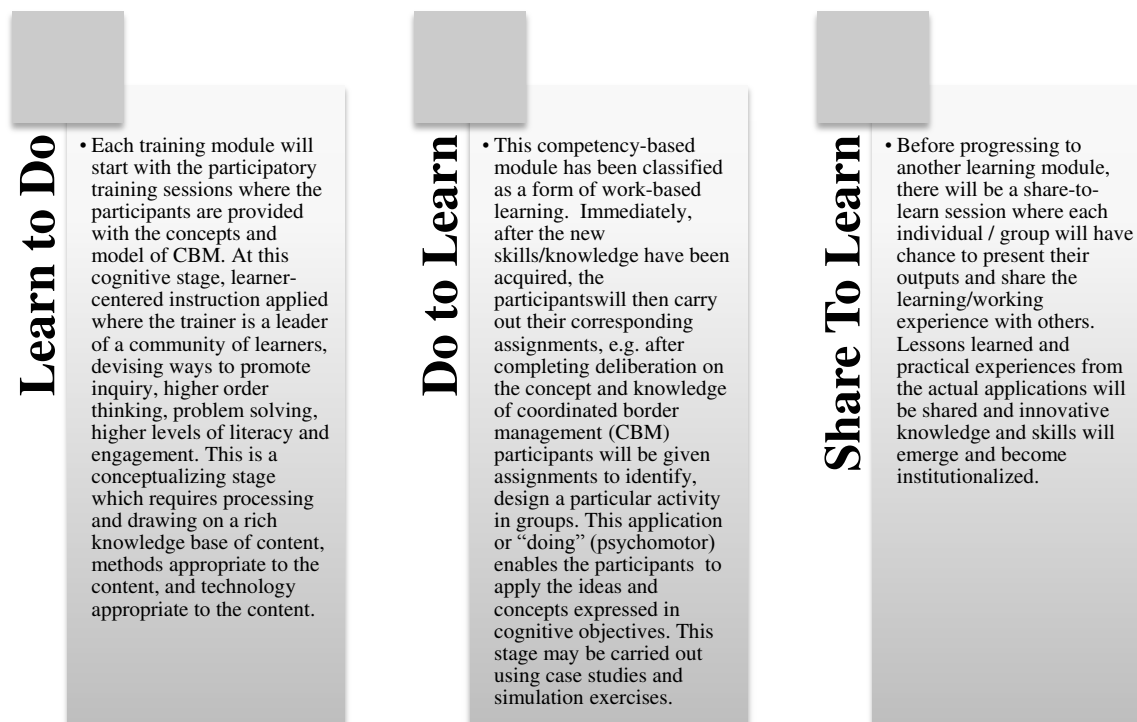 Learn to Do
• Each training module will
start with the participatory
training sessions where the
participants are provided
with the concepts and
model of CBM. At this
cognitive stage, learner-
centered instruction applied
where the trainer is a leader
of a community of learners,
devising ways to promote
inquiry, higher order
thinking, problem solving,
higher levels of literacy and
engagement. This is a
conceptualizing stage
which requires processing
and drawing on a rich
knowledge base of content,
methods appropriate to the
content, and technology
appropriate to the content.
Do to Learn
• This competency-based
module has been classified
as a form of work-based
learning.  Immediately,
after the new
skills/knowledge have been
acquired, the
participantswill then carry
out their corresponding
assignments, e.g. after
completing deliberation on
the concept and knowledge
of coordinated border
management (CBM)
participants will be given
assignments to identify,
design a particular activity
in groups. This application
or “doing” (psychomotor)
enables the participants  to
apply the ideas and
concepts expressed in
cognitive objectives. This
stage may be carried out
using case studies and
simulation exercises.
Share To Learn
• Before progressing to
another learning module,
there will be a share-to-
learn session where each
individual / group will have
chance to present their
outputs and share the
learning/working
experience with others.
Lessons learned and
practical experiences from
the actual applications will
be shared and innovative
knowledge and skills will
emerge and become
institutionalized.